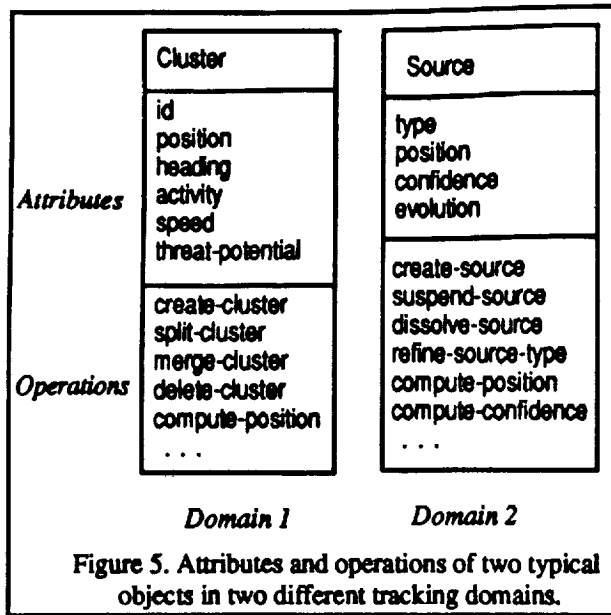 Cluster
Source
Attributes
id
position
heading
activity
speed
threat-potential
type
position
confidence
evolution
Operations
create-cluster
split-cluster
merge-cluster
delete-cluster
compute-position
. . .
create-source
suspend-source
dissolve-source
refine-source-type
compute-position
compute-confidence
. . .
Domain 1
Domain 2
Figure 5. Attributes and operations of two typical
objects in two different tracking domains.